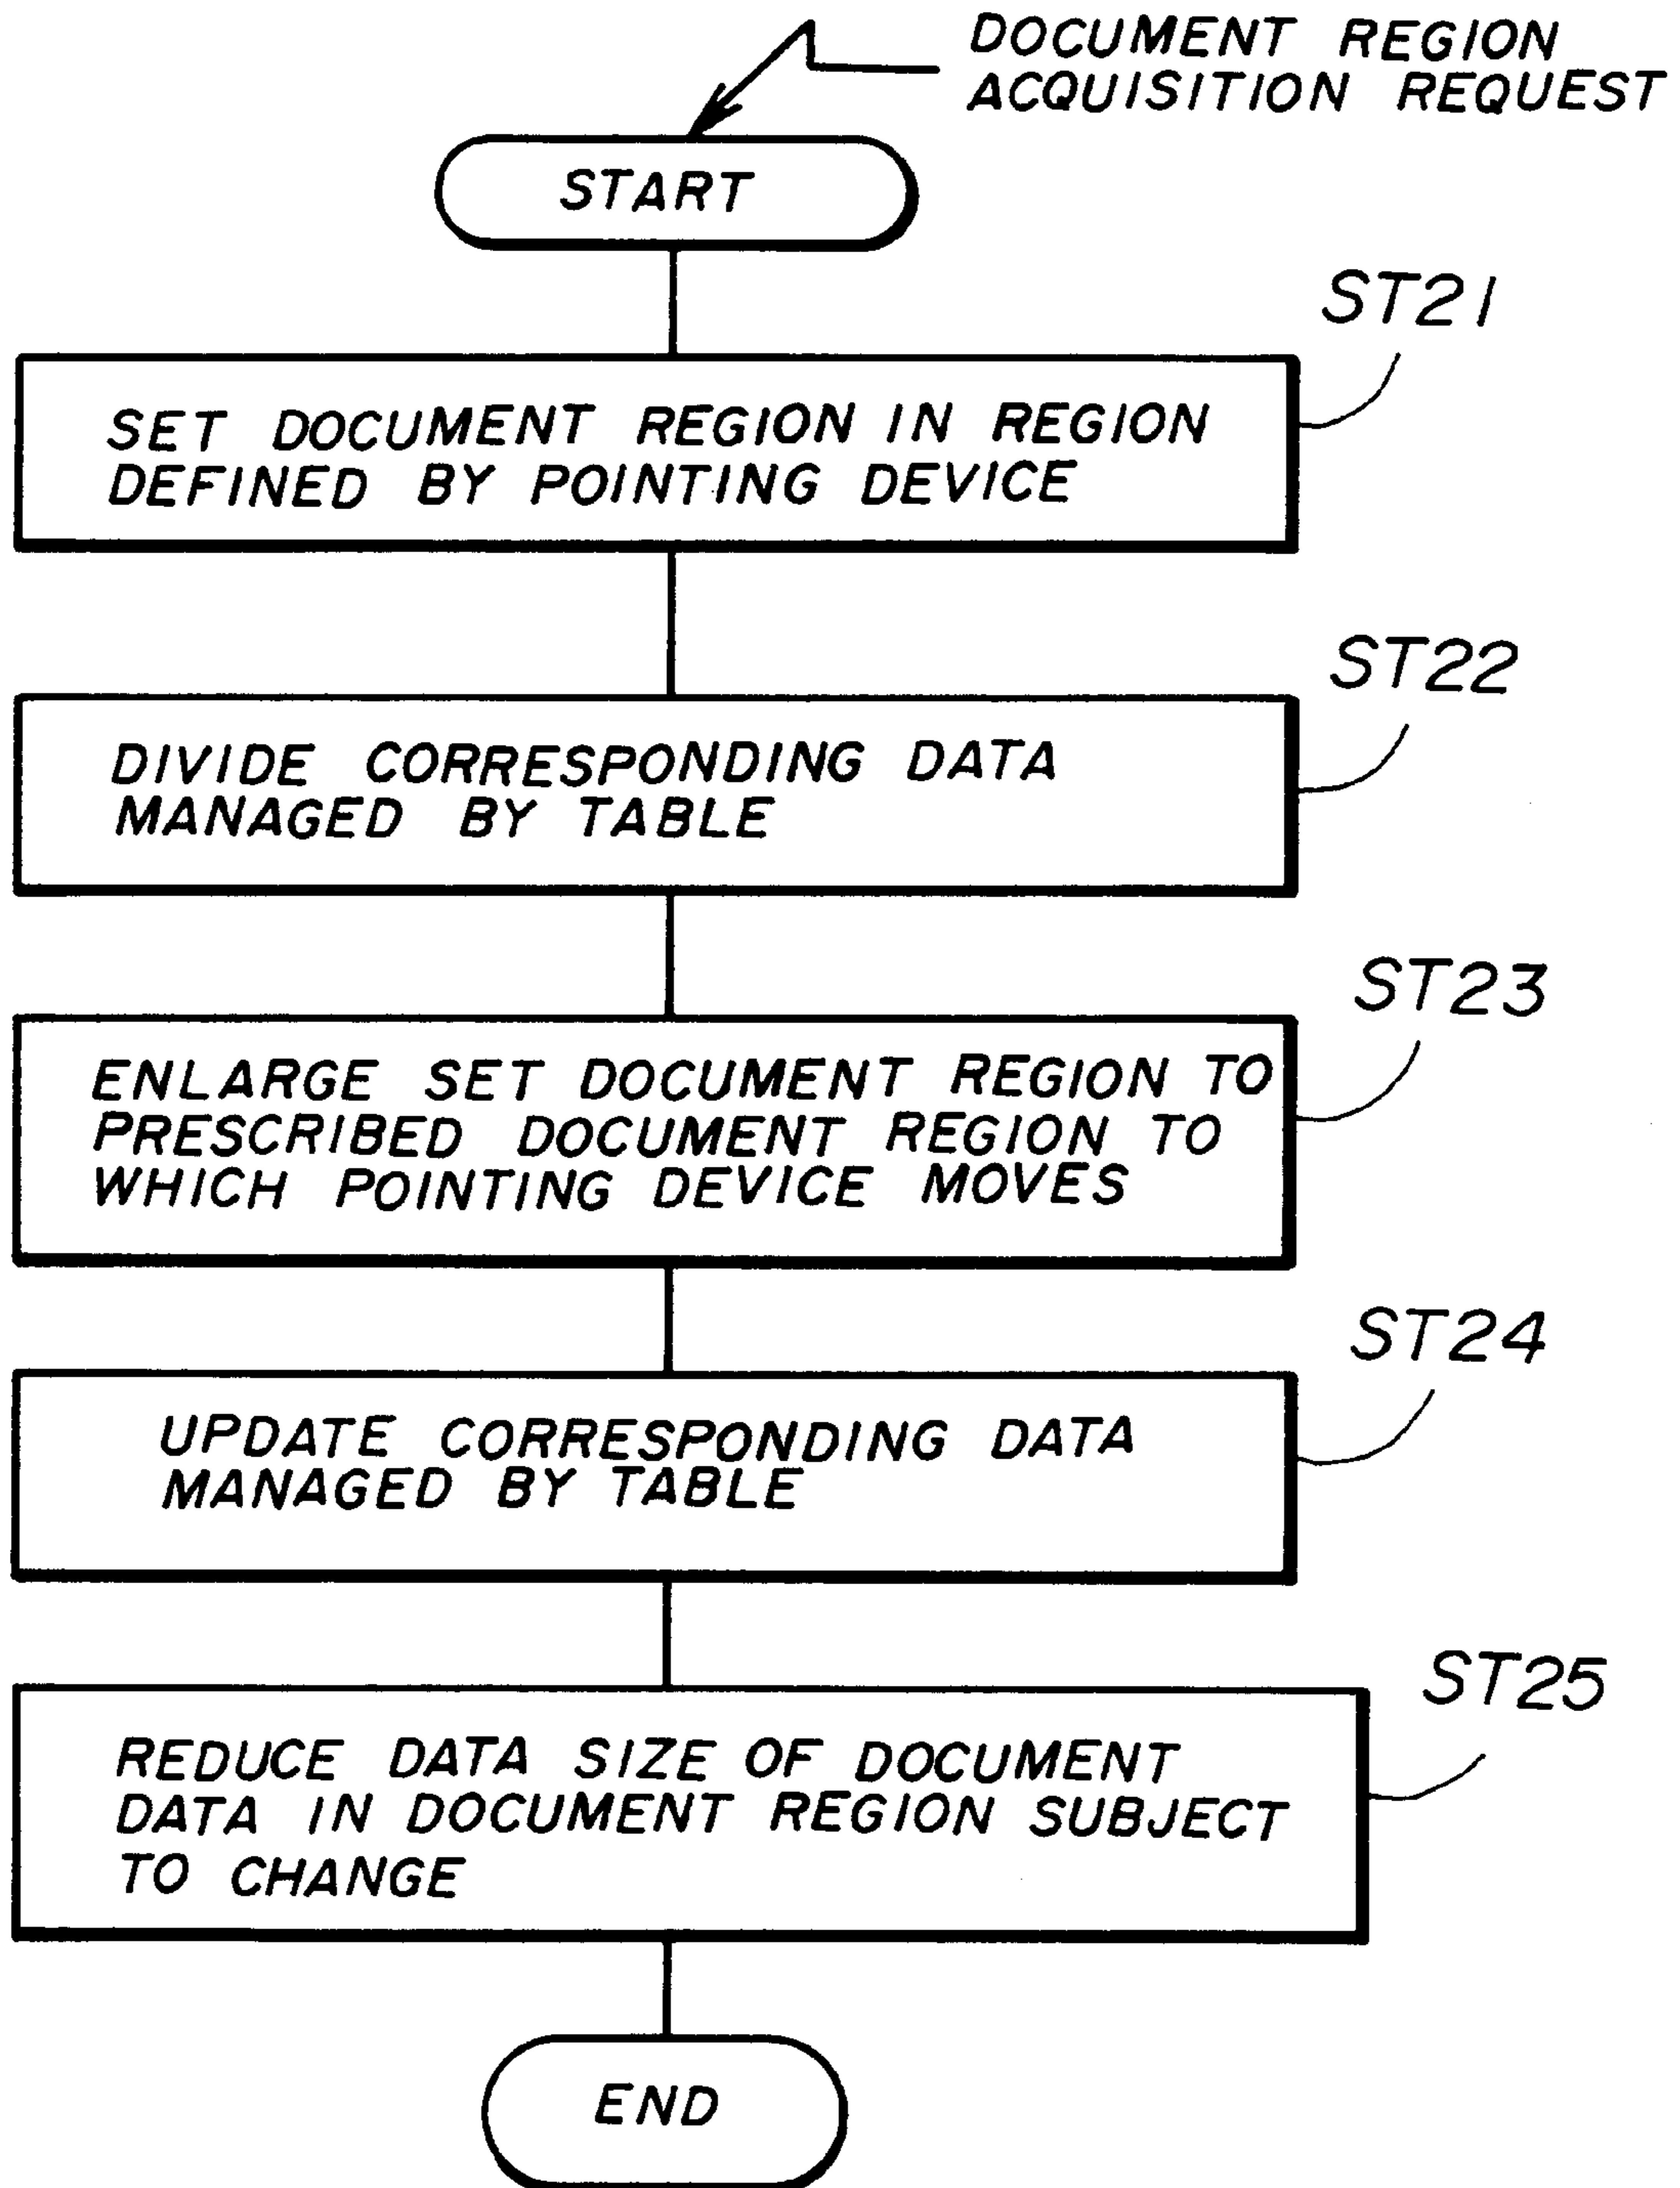 DOCUMENT REGION
ACQUISITION REQUEST
START
ST21
SET DOCUMENT REGION IN REGION
DEFINED BY POINTING DEVICE
ST22
DIVIDE CORRESPONDING DATA
MANAGED BY TABLE
ST23
ENLARGE SET DOCUMENT REGION TO
PRESCRIBED DOCUMENT REGION TO
WHICH POINTING DEVICE MOVES
ST24
UPDATE CORRESPONDING DATA
MANAGED BY TABLE
ST25
REDUCE DATA SIZE OF DOCUMENT
DATA IN DOCUMENT REGION SUBJECT
TO CHANGE
END